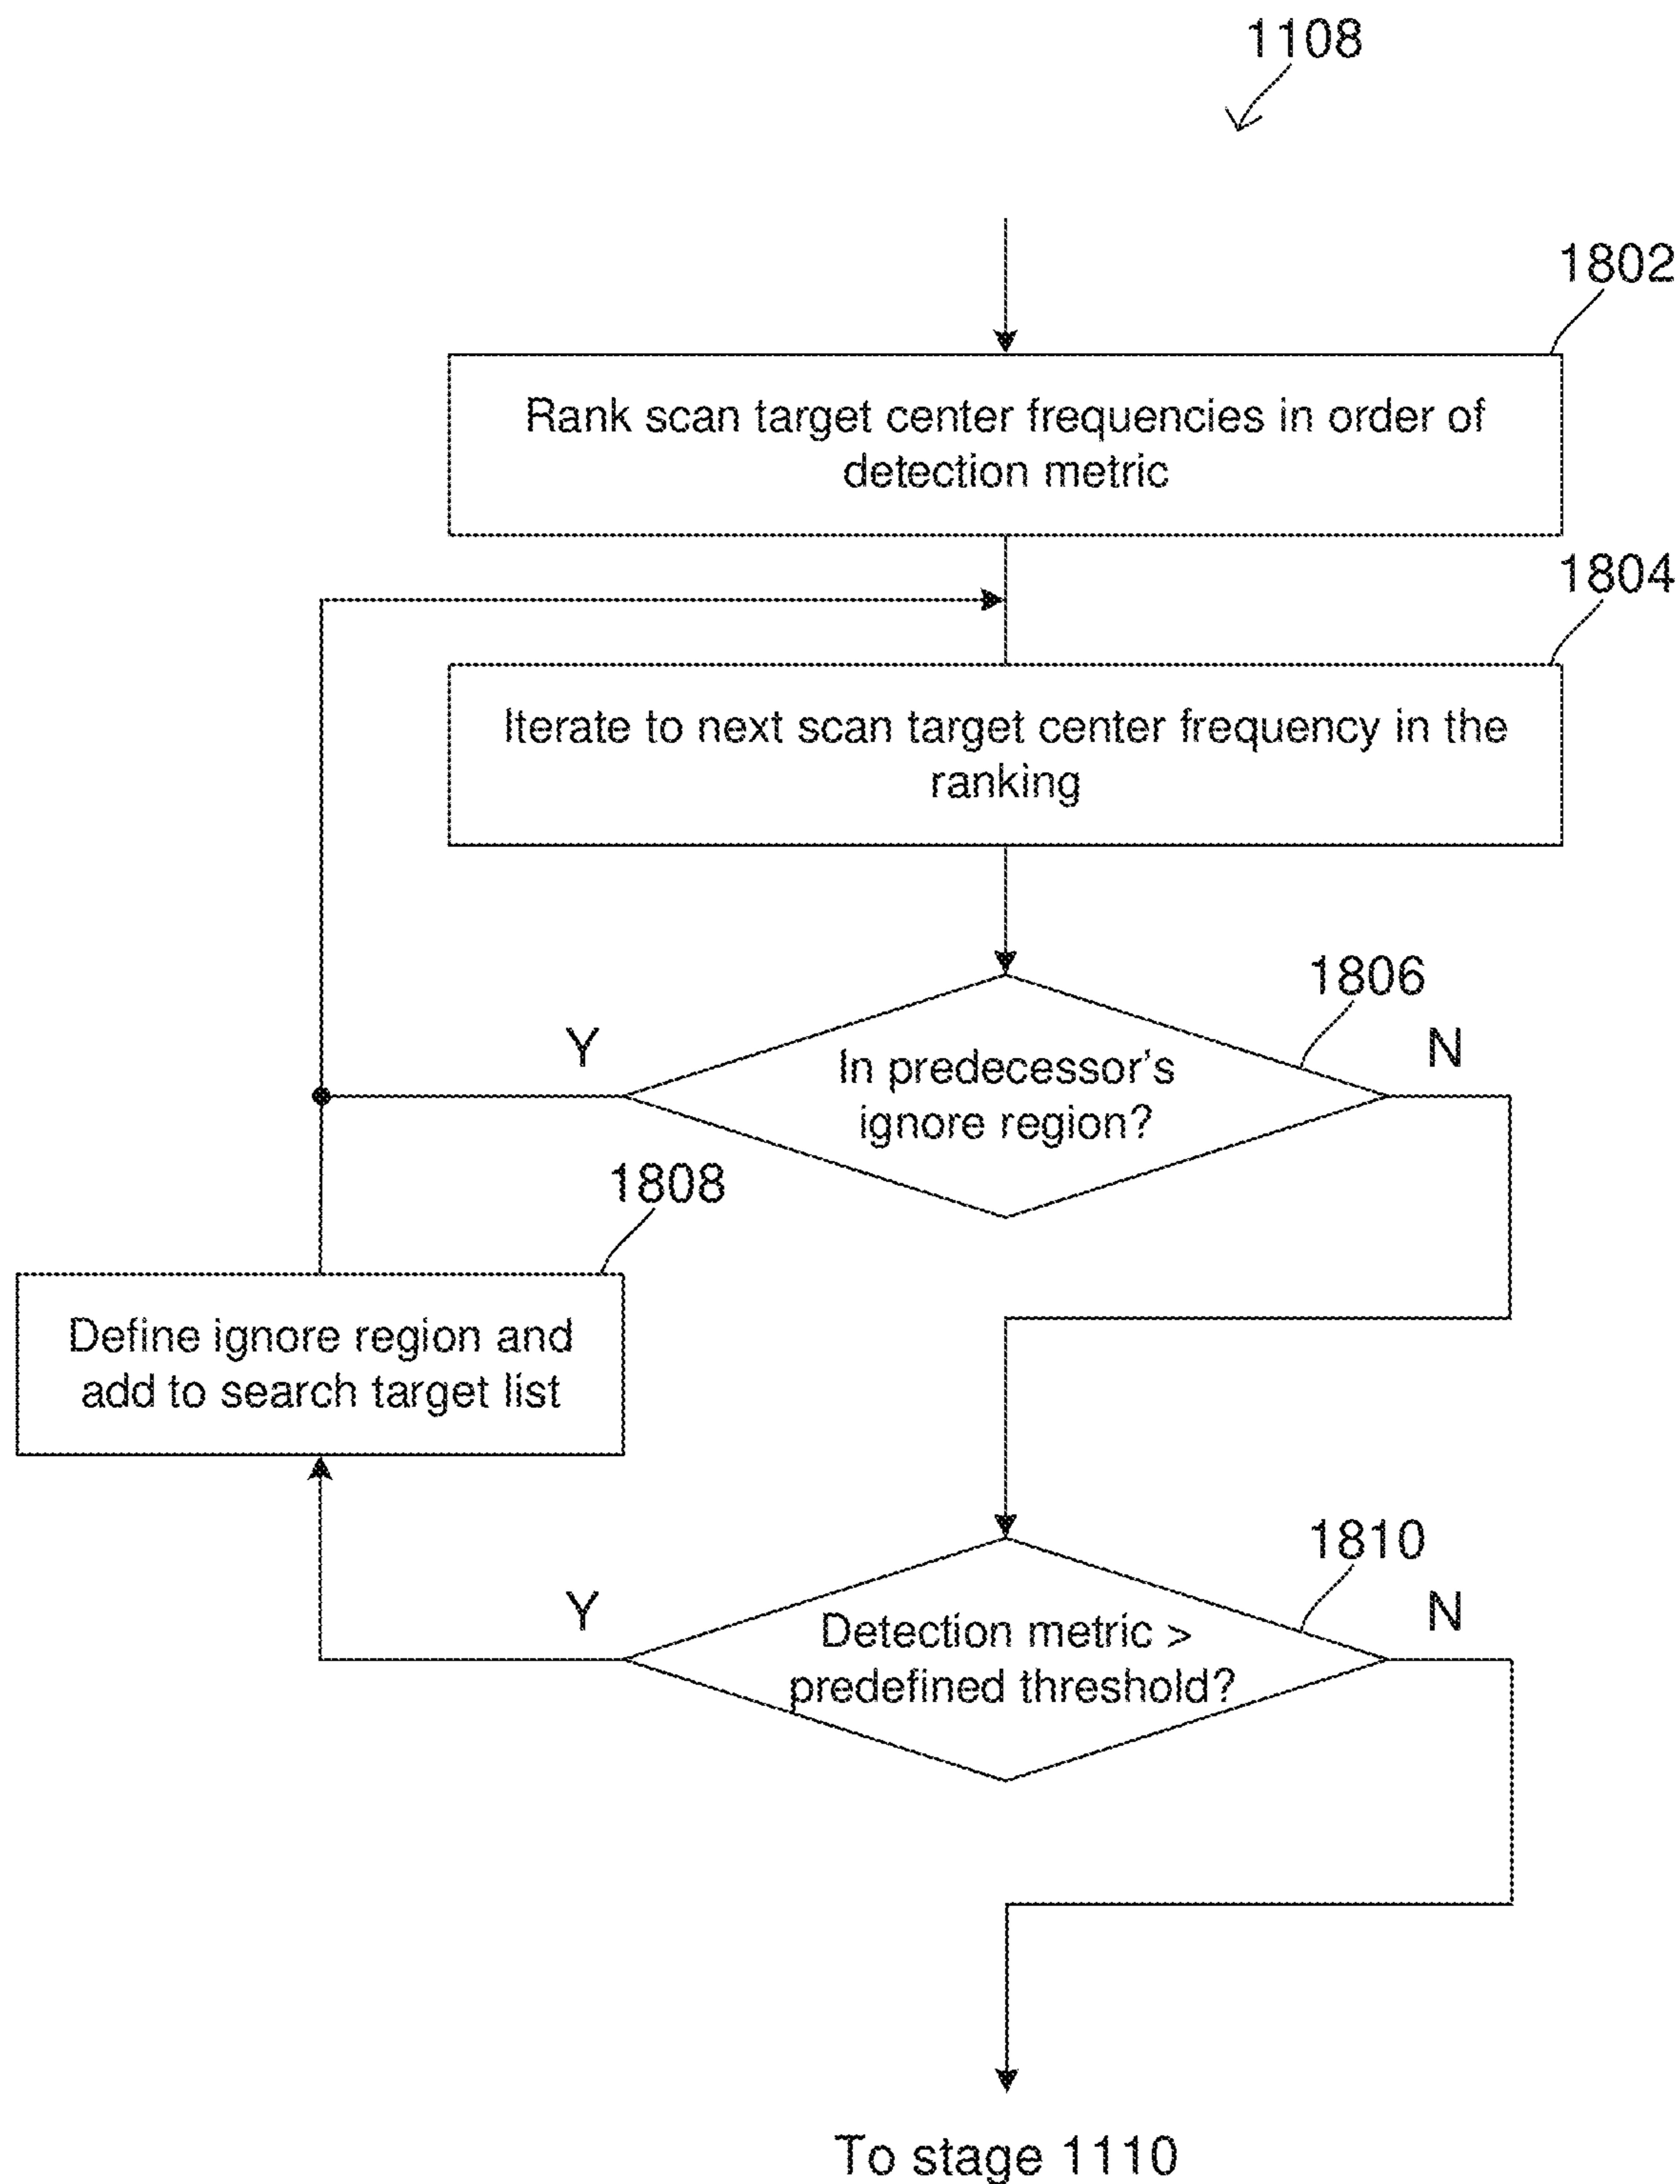 1108
1802
Rank scan target center frequencies in order of
detection metric
1804
Iterate to next scan target center frequency in the
ranking
1806
Y
N
In predecessor's
ignore region?
1808
Define ignore region and
add to search target list
1810
Y
N
Detection metric >
predefined threshold?
To stage 1110